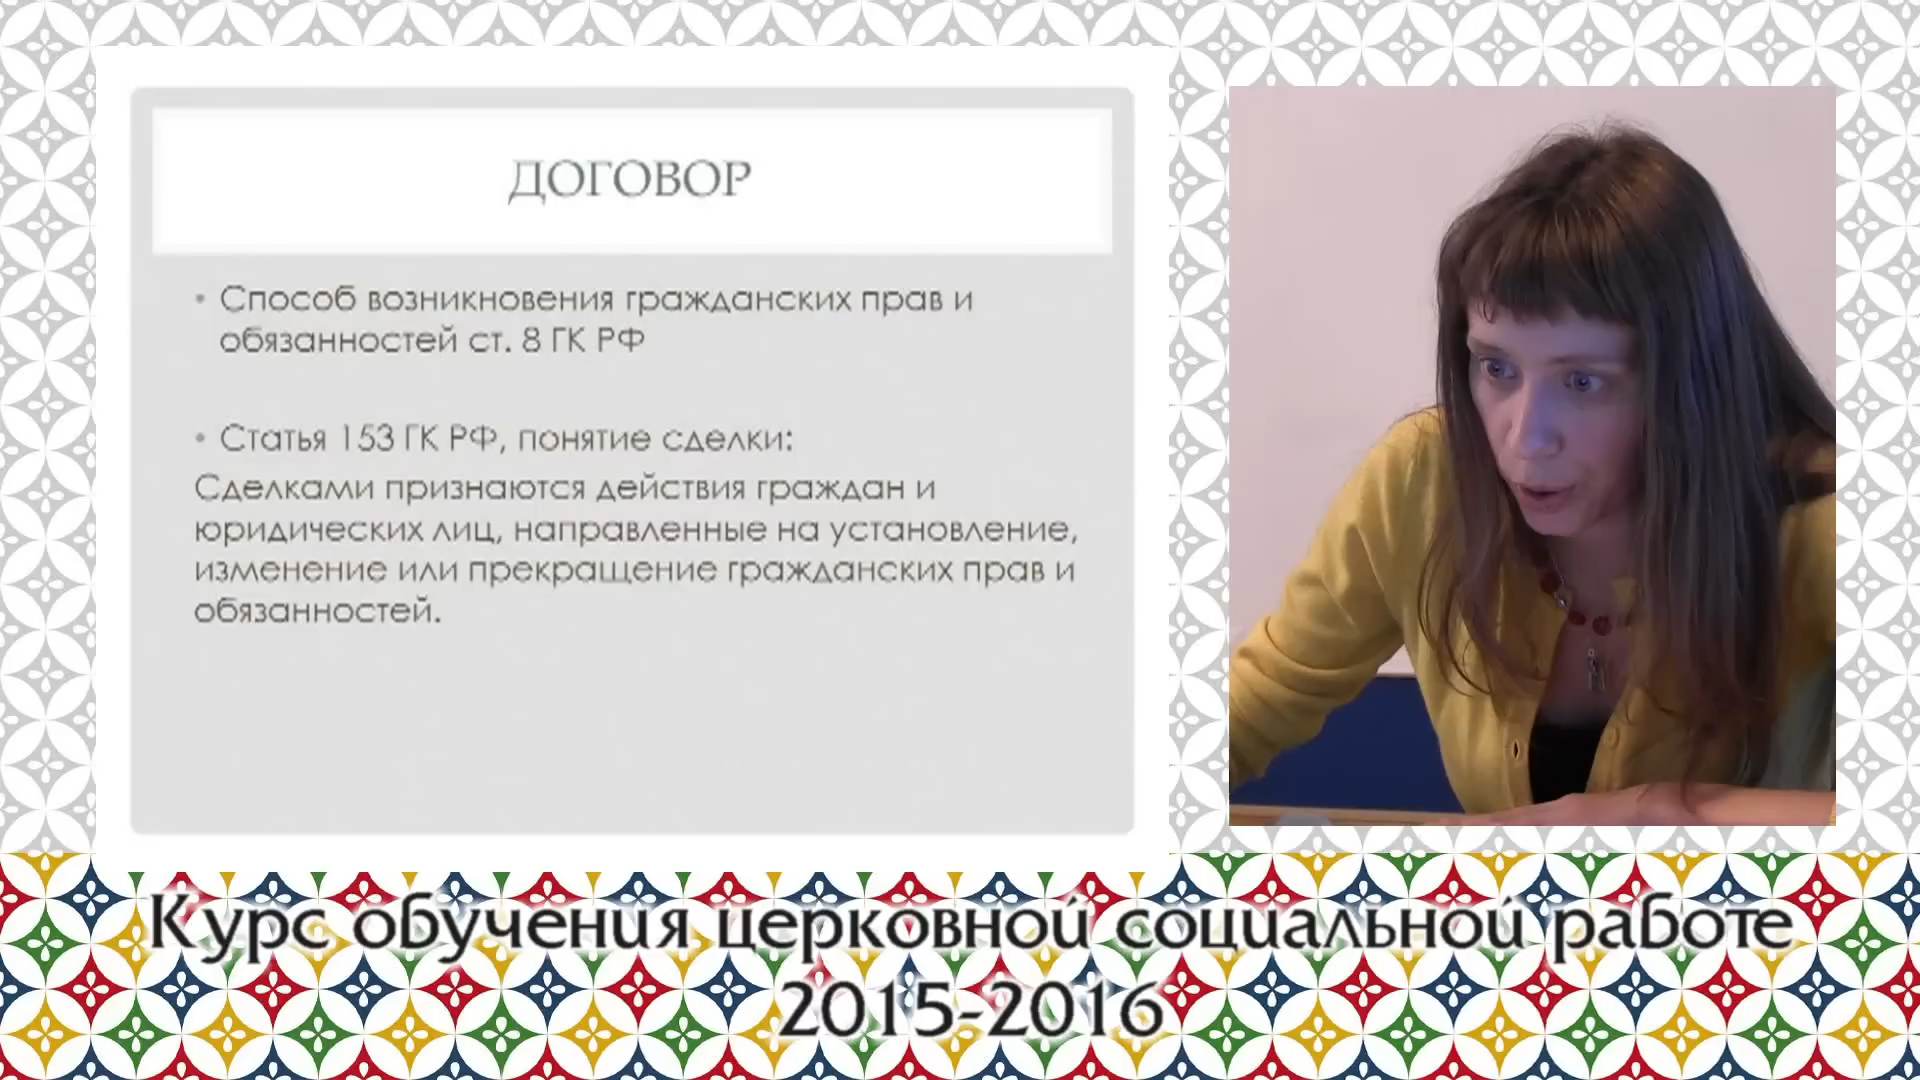 ДОГОВОР
• Способ возникновения гражданских прав и
обязанностей ст. 8 ГК РФ
• Статья 153 ГК РФ, понятие сделки:
Сделками признаются действия граждан и
юридических лиц, направленные на установление,
изменение или прекращение гражданских прав и
обязанностей.
Курс обучения церковной социальной работе
2015-2016